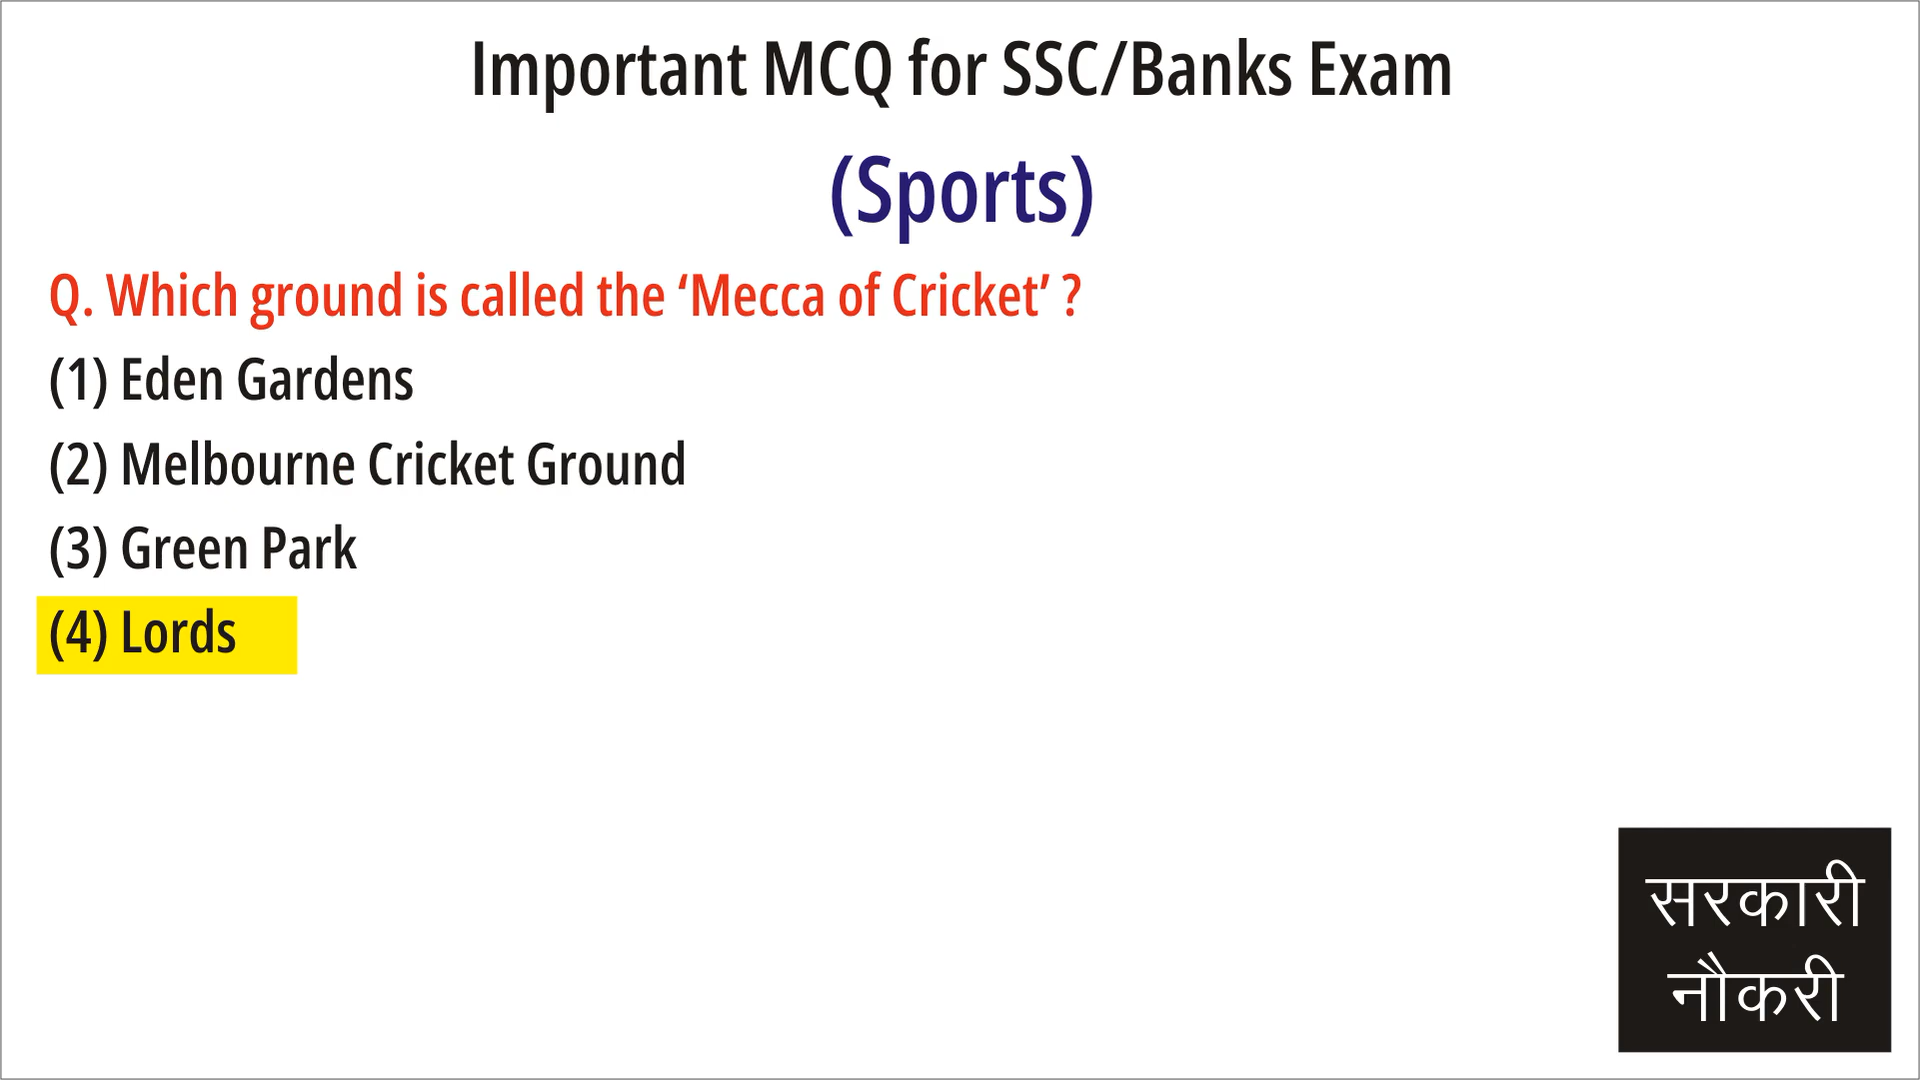 Important MCQ for SSC/Banks Exam
(Sports)
Q. Which ground is called the ‘Mecca of Cricket’ ?
(1) Eden Gardens
(2) Melbourne Cricket Ground
(3) Green Park
(4) Lords
सरकारी
नौकरी